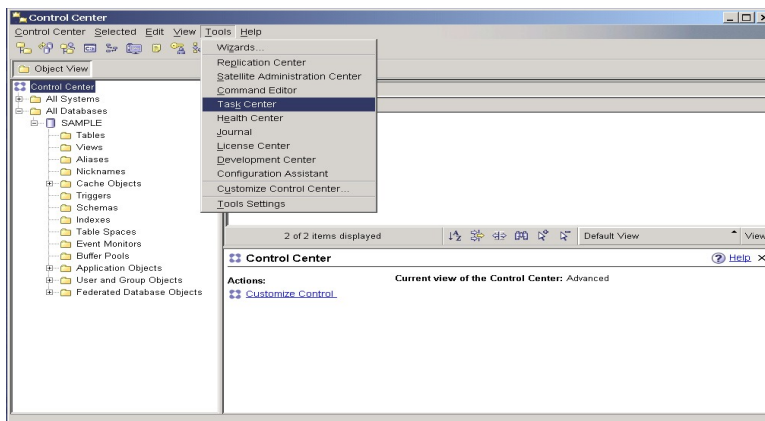 Control Center
Control Center Selected Edit View Tools Help
Wizards...
Replication Center
Satellite Administration Center
Command Editor
Task Center
Health Center
Journal
License Center
Development Center
Configuration Assistant
Customize Control Center...
Tools Settings
Object View
Control Center
All Systems
All Databases
SAMPLE
Tables
Views
Aliases
Nicknames
Cache Objects
Triggers
Schemas
Indexes
Table Spaces
Event Monitors
Buffer Pools
Application Objects
User and Group Objects
Federated Database Objects
2 of 2 items displayed
Default View
View
Control Center
Help
Actions:
Customize Control
Current view of the Control Center: Advanced